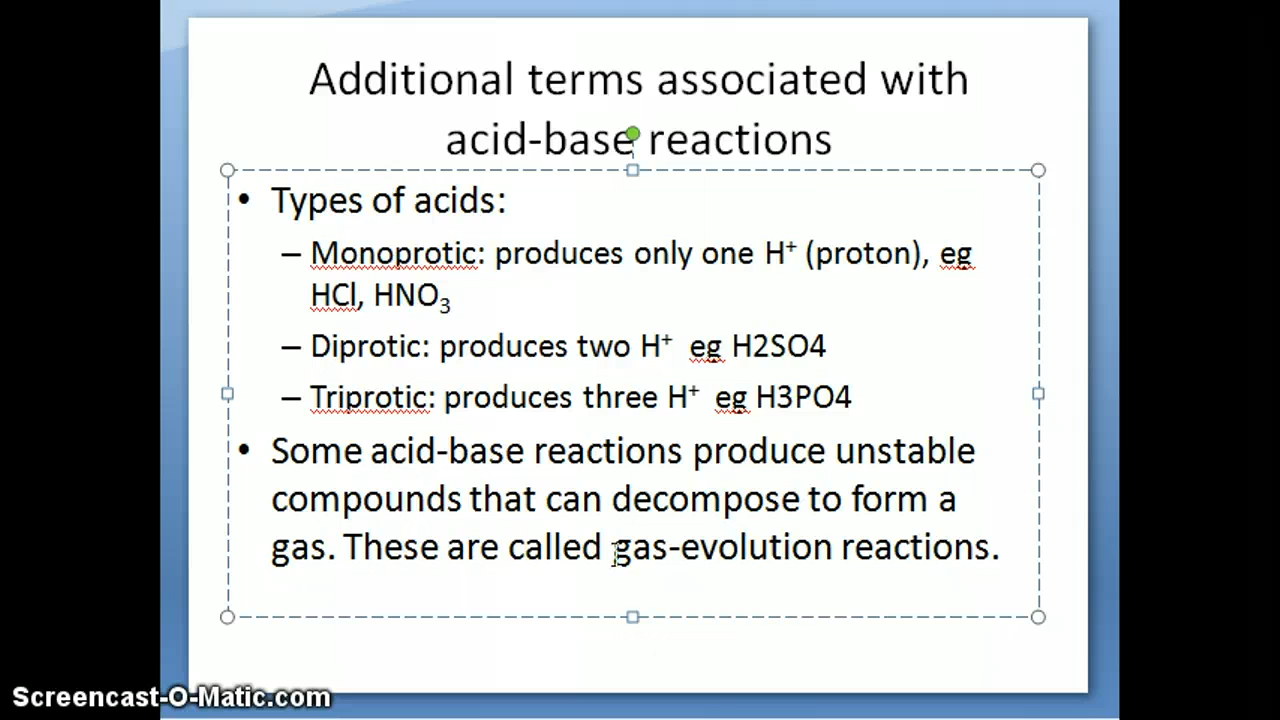 Additional terms associated with
acid-base reactions
• Types of acids:
– Monoprotic: produces only one H⁺ (proton), eg
HCl, HNO₃
– Diprotic: produces two H⁺ eg H2SO4
– Triprotic: produces three H⁺ eg H3PO4
• Some acid-base reactions produce unstable
compounds that can decompose to form a
gas. These are called gas-evolution reactions.
Screencast-O-Matic.com